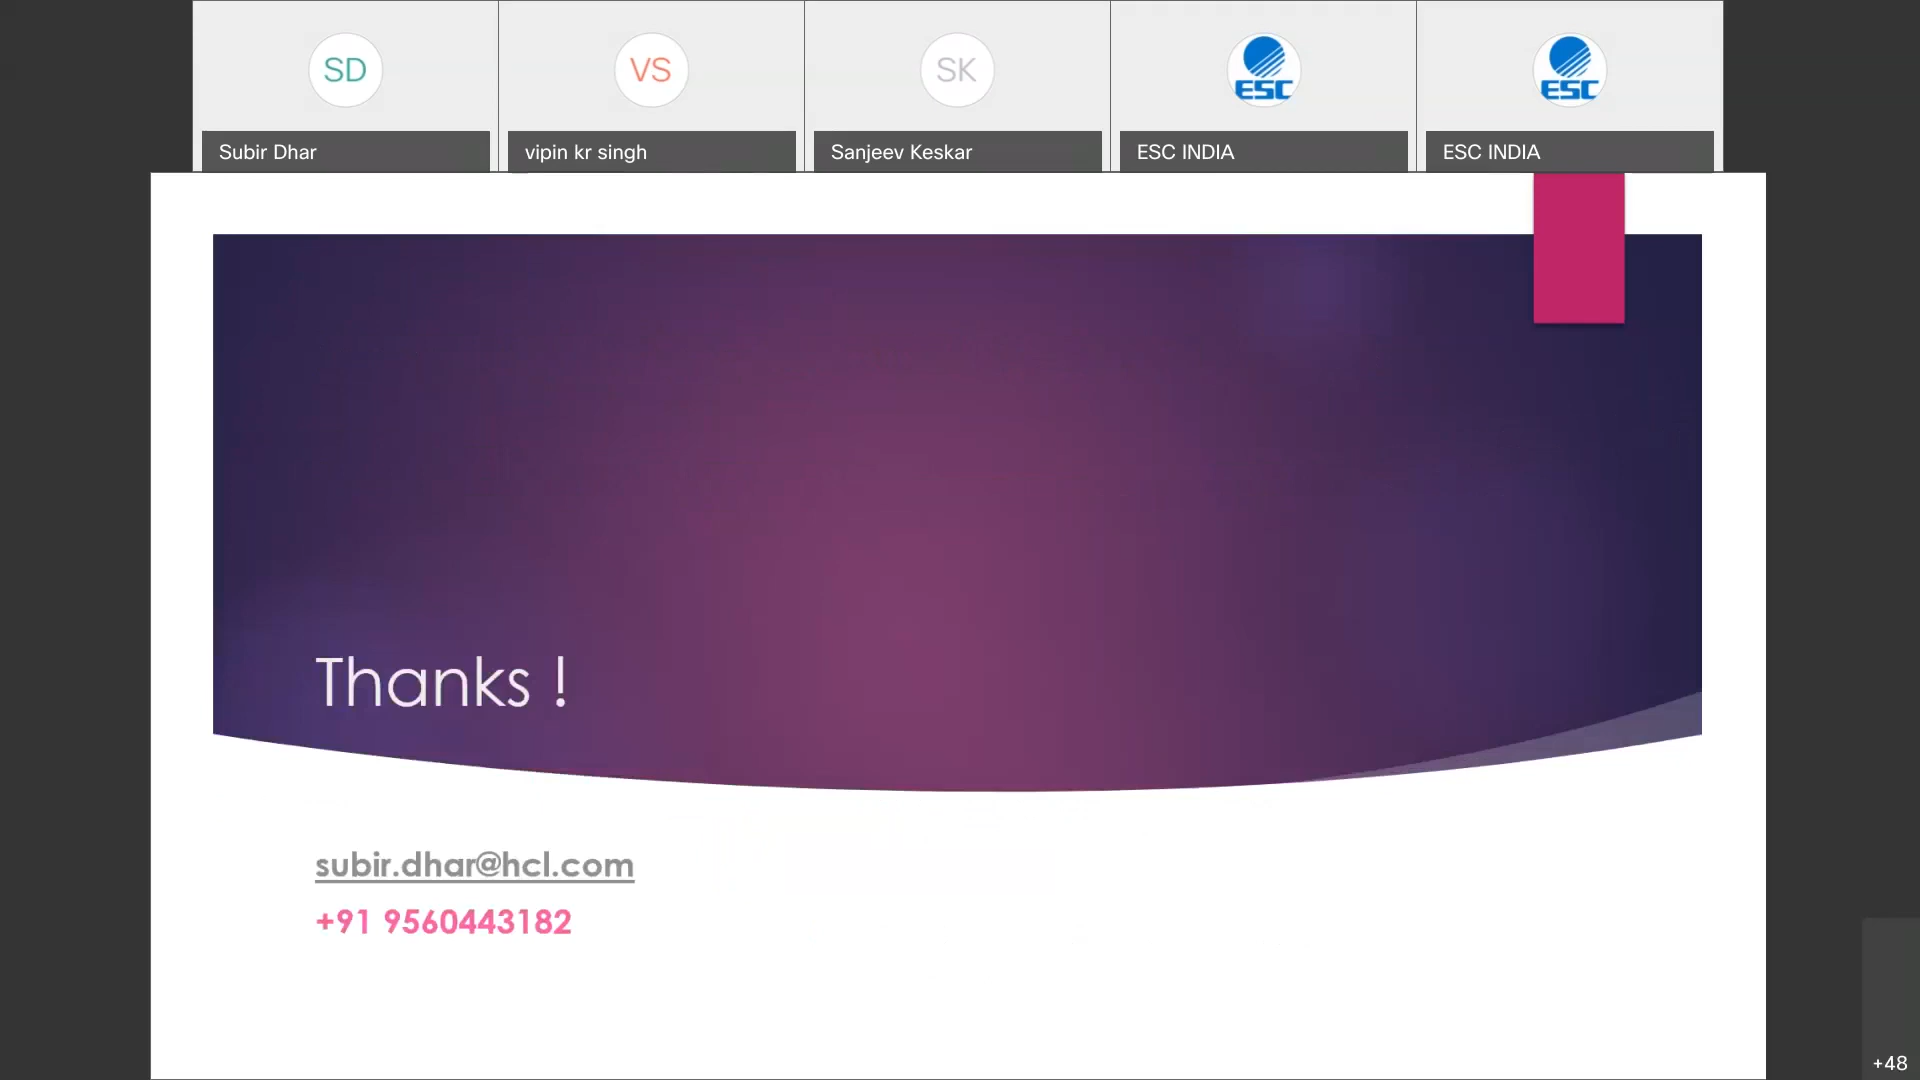 SD
VS
SK
ESC
ESC
Subir Dhar
vipin kr singh
Sanjeev Keskar
ESC INDIA
ESC INDIA
Thanks !
subir.dhar@hcl.com
+91 9560443182
+48